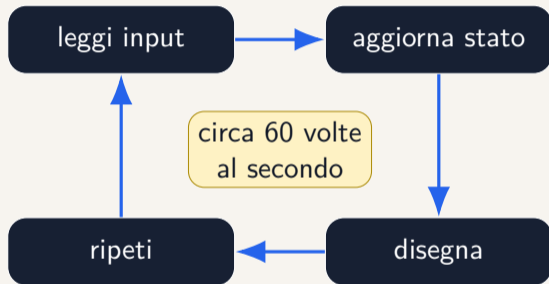 leggi input
aggiorna stato
circa 60 volte
al secondo
ripeti
disegna